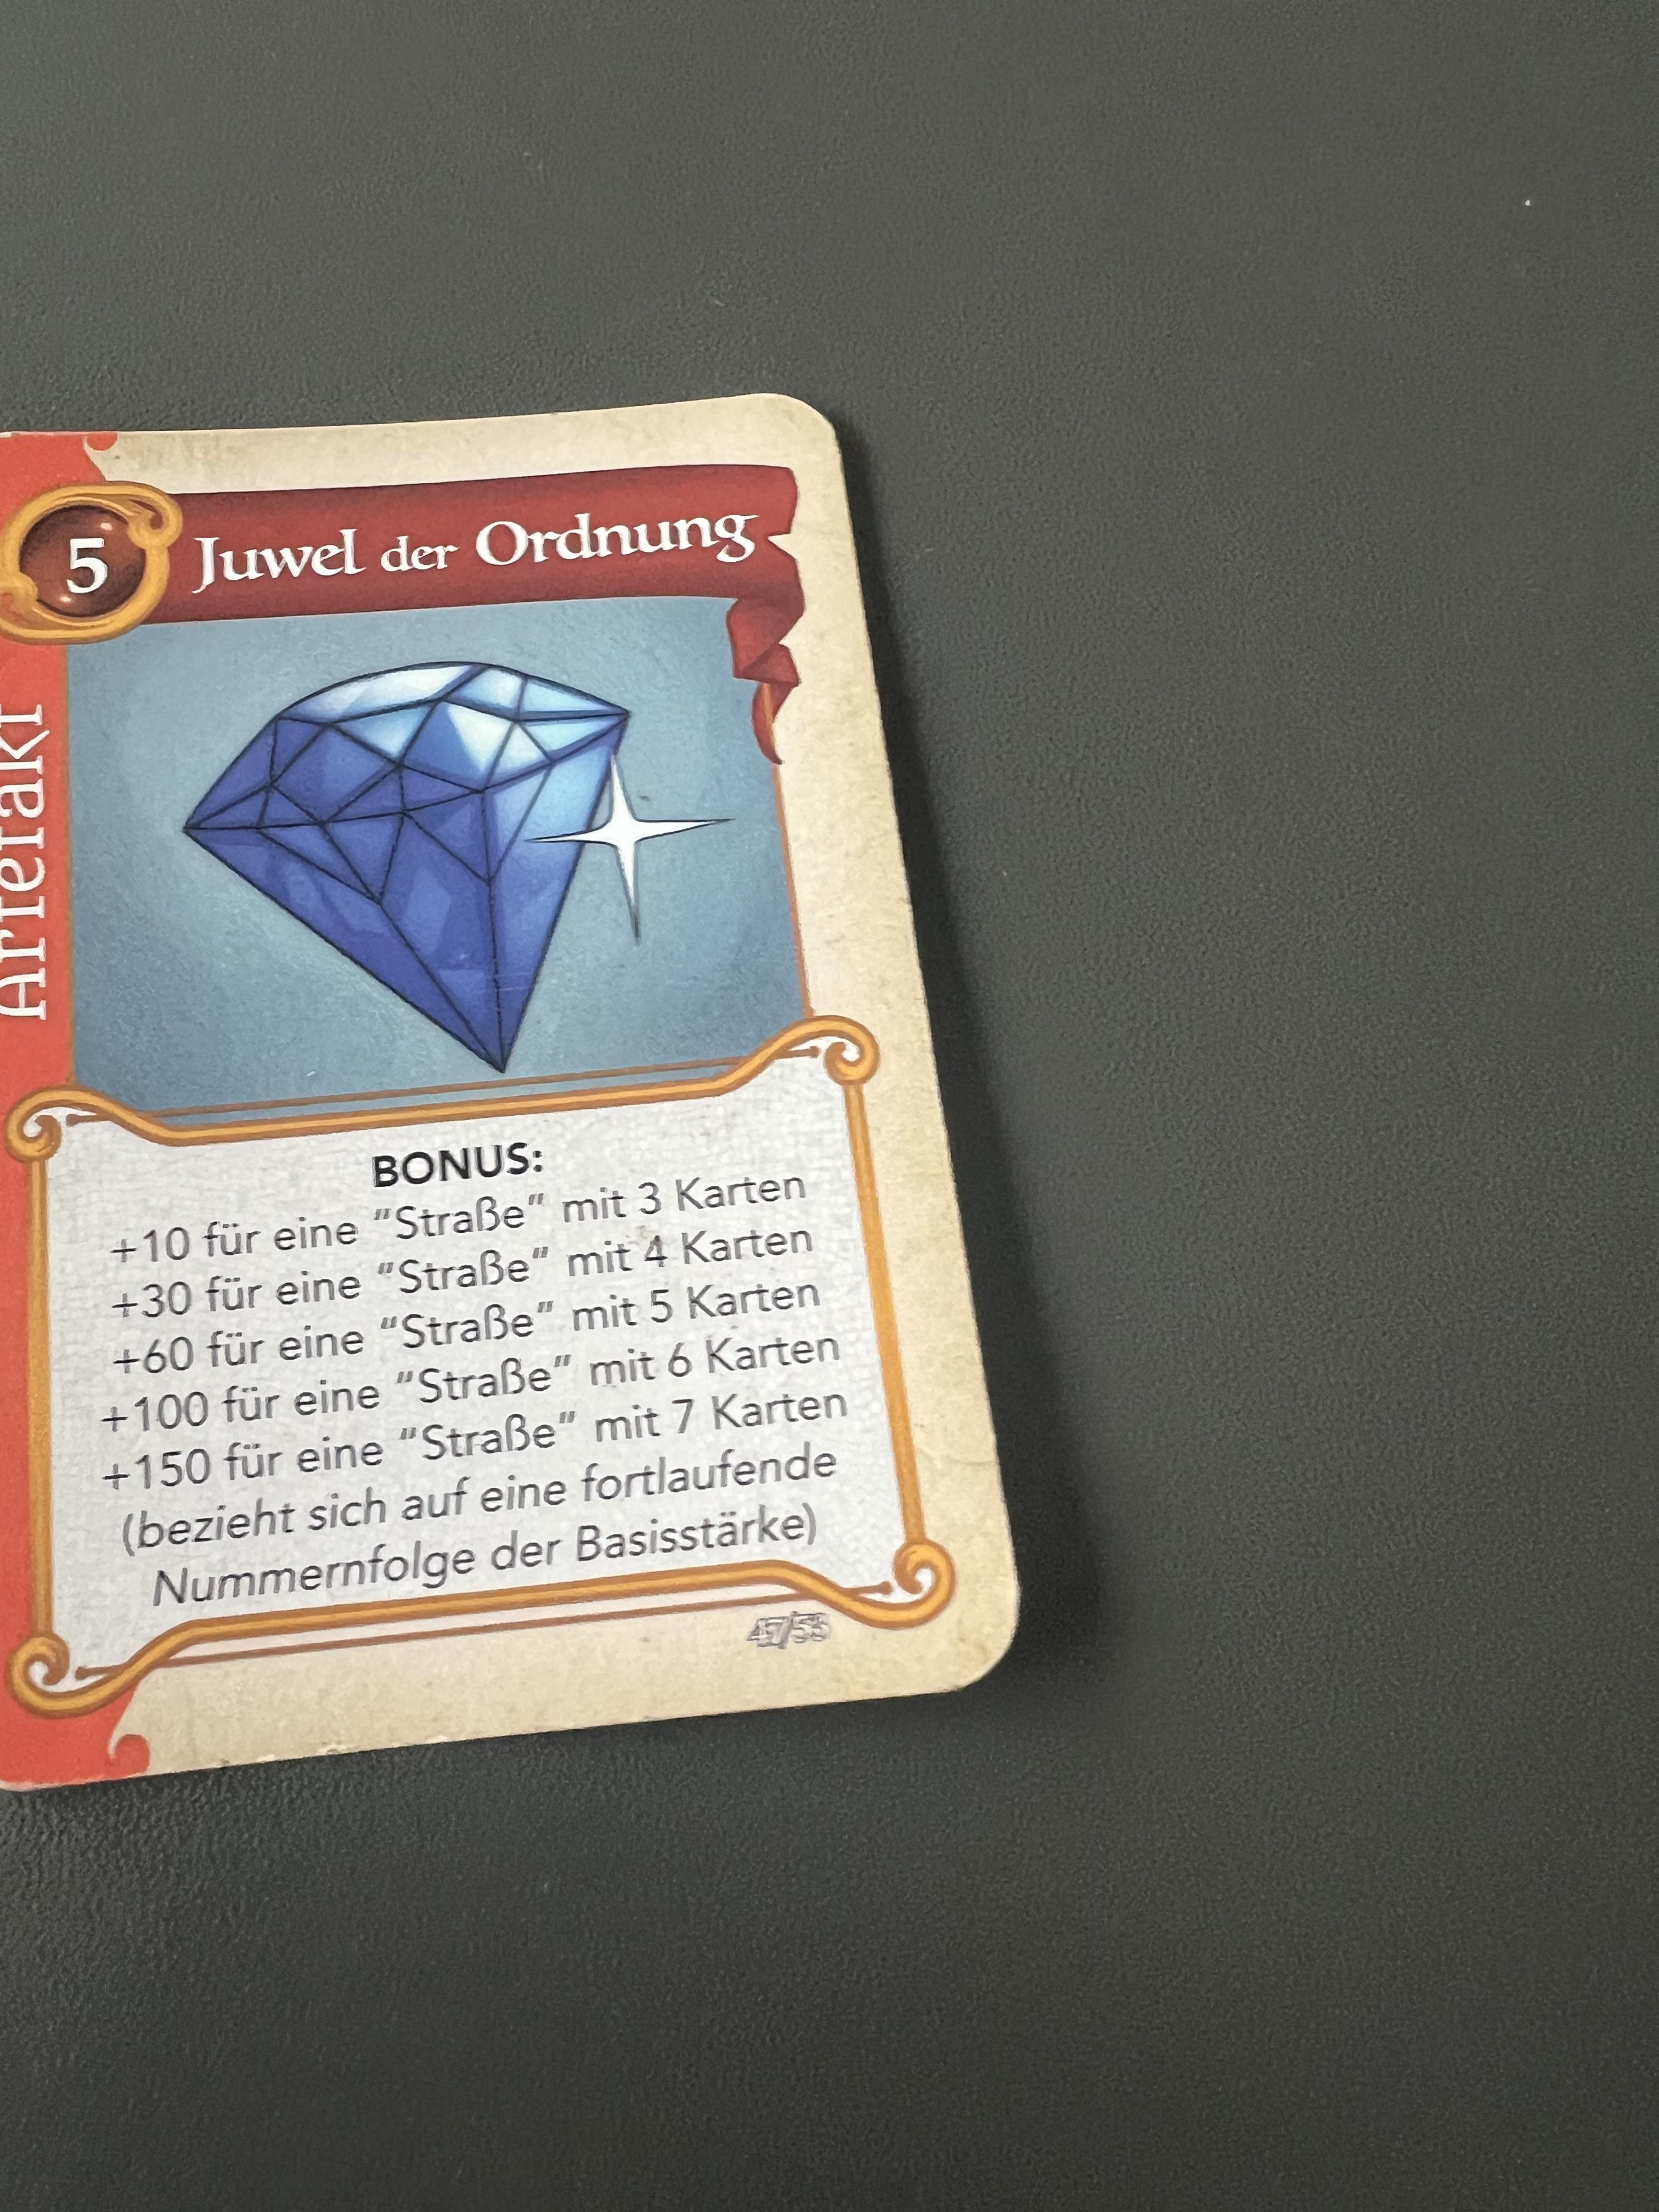 5
Juwel der Ordnung
Artefakt
BONUS:
+10 für eine "Straße" mit 3 Karten
+30 für eine "Straße" mit 4 Karten
+60 für eine "Straße" mit 5 Karten
+100 für eine "Straße" mit 6 Karten
+150 für eine "Straße" mit 7 Karten
(bezieht sich auf eine fortlaufende
Nummernfolge der Basisstärke)
47/53